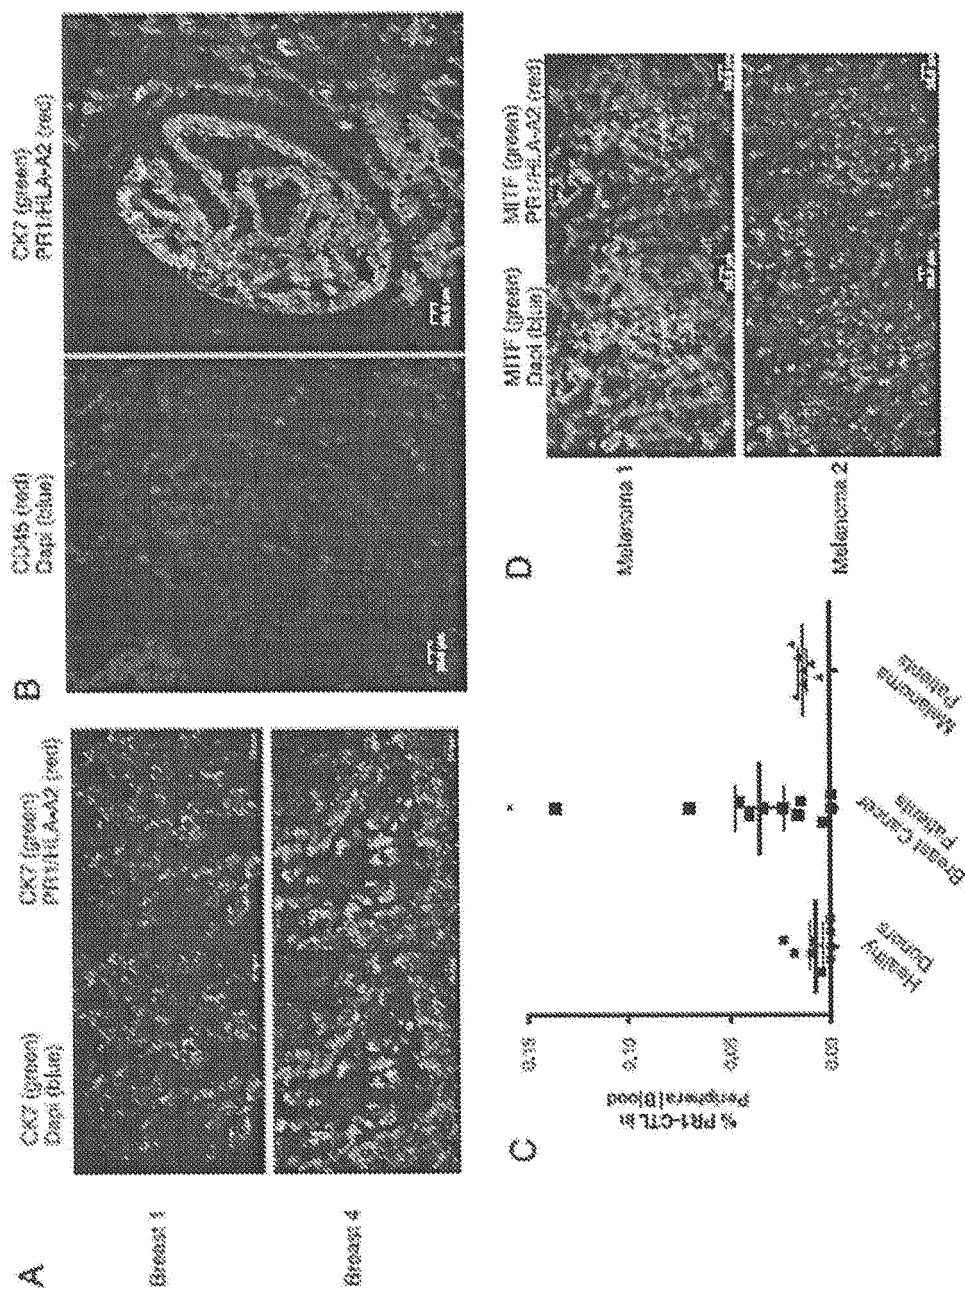 A
CK7 (green)
Dapi (blue)
CK7 (green)
PR1/HLA-A2 (red)
Breast 1
Breast 4
B
CD45 (red)
Dapi (blue)
CK7 (green)
PR1/HLA-A2 (red)
C
% PR1-CTL in
Peripheral Blood
0.15
0.10
0.05
0.00
Healthy
Donors
Breast Cancer
Patients
Melanoma
Patients
*
D
MITF (green)
Dapi (blue)
MITF (green)
PR1/HLA-A2 (red)
Melanoma 1
Melanoma 2